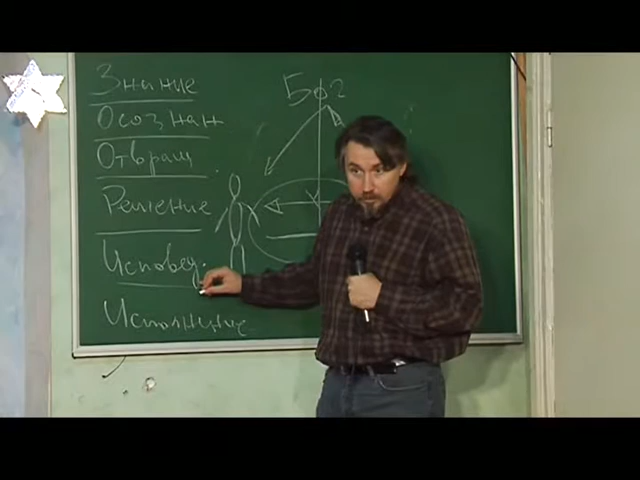 Знание
Осознан
Отвращ.
Решение
Исповед.
Исполнение
Бог